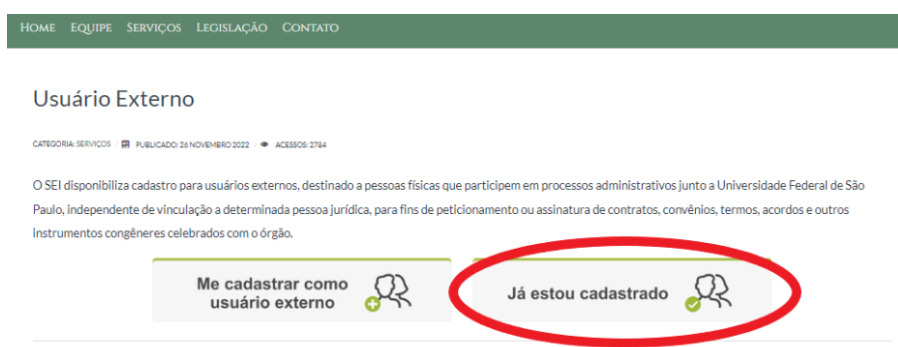 Home Equipe Serviços Legislação Contato
Usuário Externo
CATEGORIA: SERVIÇOS / PUBLICADO: 26 NOVEMBRO 2022 / ACESSOS: 2784
O SEI disponibiliza cadastro para usuários externos, destinado a pessoas físicas que participem em processos administrativos junto a Universidade Federal de São
Paulo, independente de vinculação a determinada pessoa jurídica, para fins de peticionamento ou assinatura de contratos, convênios, termos, acordos e outros
instrumentos congêneres celebrados com o órgão.
Me cadastrar como
usuário externo
Já estou cadastrado